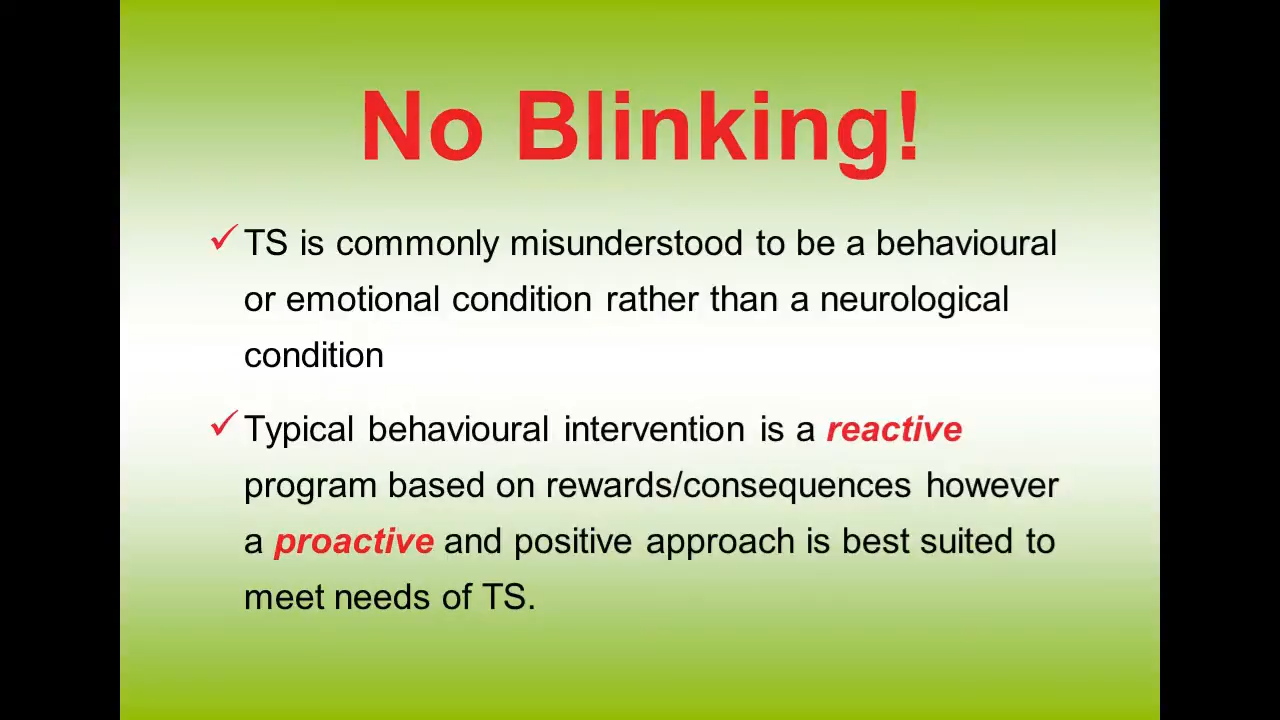 No Blinking!
TS is commonly misunderstood to be a behavioural
or emotional condition rather than a neurological
condition
Typical behavioural intervention is a reactive
program based on rewards/consequences however
a proactive and positive approach is best suited to
meet needs of TS.